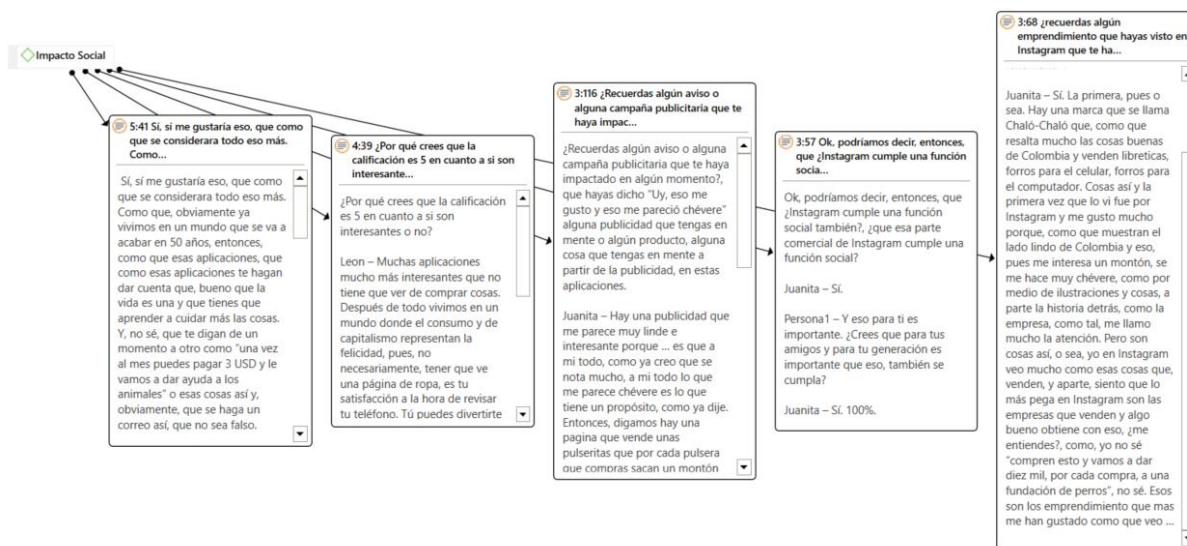 Impacto Social
5:41 Sí, si me gustaría eso, que como
que se considerara todo eso más.
Como...
Sí, sí me gustaría eso, que como
que se considerara todo eso más.
Como que, obviamente ya
vivimos en un mundo que se va a
acabar en 50 años, entonces,
como que esas aplicaciones, que
como esas aplicaciones te hagan
dar cuenta que, bueno que la
vida es una y que tienes que
aprender a cuidar más las cosas.
Y, no sé, que te digan de un
momento a otro como "una vez
al mes puedes pagar 3 USD y le
vamos a dar ayuda a los
animales" o esas cosas así y,
obviamente, que se haga un
correo así, que no sea falso.
4:39 ¿Por qué crees que la
calificación es 5 en cuanto a si son
interesante...
¿Por qué crees que la calificación
es 5 en cuanto a si son
interesantes o no?
Leon – Muchas aplicaciones
mucho más interesantes que no
tiene que ver de comprar cosas.
Después de todo vivimos en un
mundo donde el consumo y de
capitalismo representan la
felicidad, pues, no
necesariamente, tener que ve
una página de ropa, es tu
satisfacción a la hora de revisar
tu teléfono. Tú puedes divertirte
3:116 ¿Recuerdas algún aviso o
alguna campaña publicitaria que te
haya impac...
¿Recuerdas algún aviso o alguna
campaña publicitaria que te haya
impactado en algún momento?,
que hayas dicho "Uy, eso me
gusto y eso me pareció chévere"
alguna publicidad que tengas en
mente o algún producto, alguna
cosa que tengas en mente a
partir de la publicidad, en estas
aplicaciones.
Juanita – Hay una publicidad que
me parece muy linde e
interesante porque ... es que a
mi todo, como ya creo que se
nota mucho, a mi todo lo que
me parece chévere es lo que
tiene un propósito, como ya dije.
Entonces, digamos hay una
pagina que vende unas
pulseritas que por cada pulsera
que compras sacan un montón
3:57 Ok, podríamos decir, entonces,
que ¿Instagram cumple una función
socia...
Ok, podríamos decir, entonces, que
¿Instagram cumple una función
social también?, ¿que esa parte
comercial de Instagram cumple una
función social?
Juanita – Sí.
Persona1 – Y eso para ti es
importante. ¿Crees que para tus
amigos y para tu generación es
importante que eso, también se
cumpla?
Juanita – Sí. 100%.
3:68 ¿recuerdas algún
emprendimiento que hayas visto en
Instagram que te ha...
Juanita – Sí. La primera, pues o
sea. Hay una marca que se llama
Chaló-Chaló que, como que
resalta mucho las cosas buenas
de Colombia y venden libreticas,
forros para el celular, forros para
el computador. Cosas así y la
primera vez que lo vi fue por
Instagram y me gusto mucho
porque, como que muestran el
lado lindo de Colombia y eso,
pues me interesa un montón, se
me hace muy chévere, como por
medio de ilustraciones y cosas, a
parte la historia detrás, como la
empresa, como tal, me llamo
mucho la atención. Pero son
cosas así, o sea, yo en Instagram
veo mucho como esas cosas que,
venden, y aparte, siento que lo
más pega en Instagram son las
empresas que venden y algo
bueno obtiene con eso, ¿me
entiendes?, como, yo no sé
"compren esto y vamos a dar
diez mil, por cada compra, a una
fundación de perros", no sé. Esos
son los emprendimiento que mas
me han gustado como que veo ...